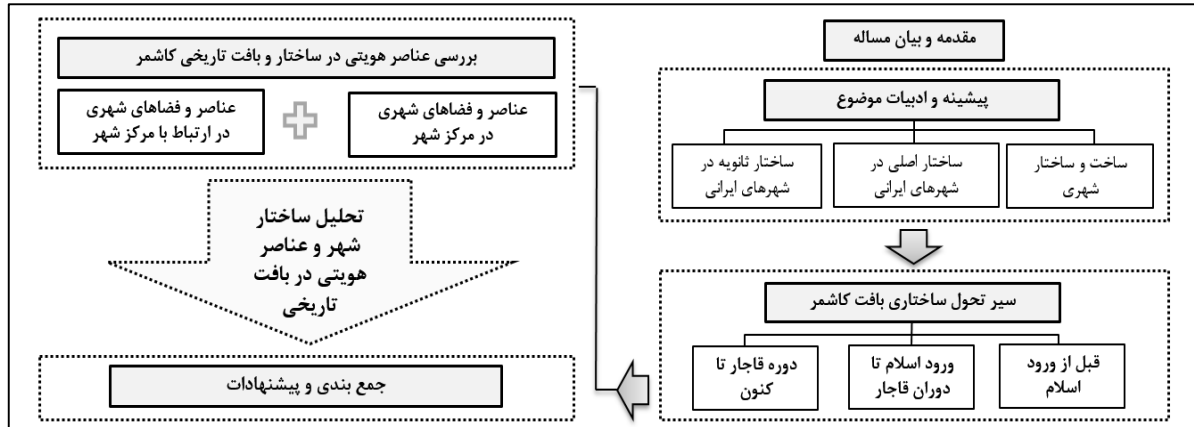 مقدمه و بیان مساله
پیشینه و ادبیات موضوع
ساخت و ساختار
شهری
ساختار اصلی در
شهرهای ایرانی
ساختار ثانویه در
شهرهای ایرانی
سیر تحول ساختاری بافت کاشمر
قبل از ورود
اسلام
ورود اسلام تا
دوران قاجار
دوره قاجار تا
کنون
بررسی عناصر هویتی در ساختار و بافت تاریخی کاشمر
عناصر و فضاهای شهری
در مرکز شهر
عناصر و فضاهای شهری
در ارتباط با مرکز شهر
تحلیل ساختار
شهر و عناصر
هویتی در بافت
تاریخی
جمع بندی و پیشنهادات